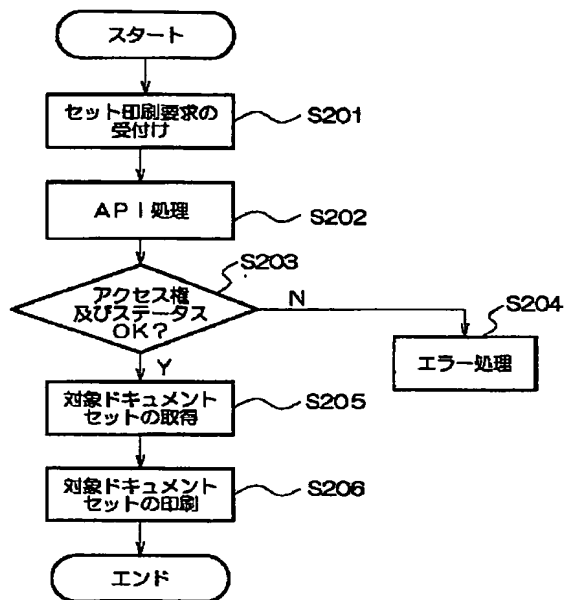 スタート
セット印刷要求の
受付け
S201
API処理
S202
S203
アクセス権
及びステータス
OK?
N
S204
エラー処理
Y
対象ドキュメント
セットの取得
S205
対象ドキュメント
セットの印刷
S206
エンド